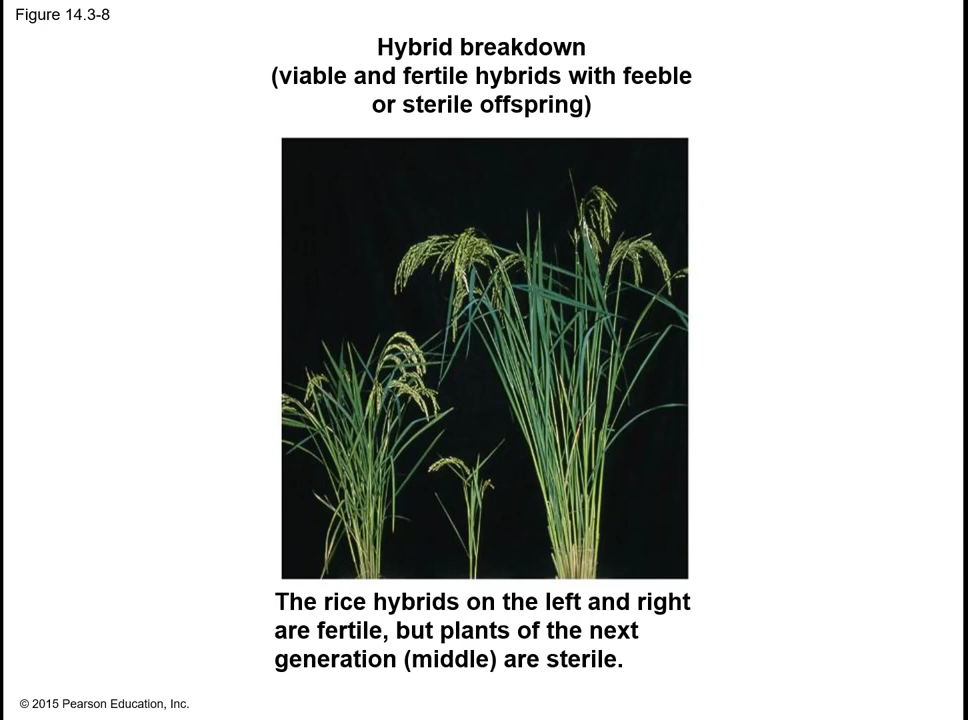 Figure 14.3-8
Hybrid breakdown
(viable and fertile hybrids with feeble
or sterile offspring)
The rice hybrids on the left and right
are fertile, but plants of the next
generation (middle) are sterile.
© 2015 Pearson Education, Inc.